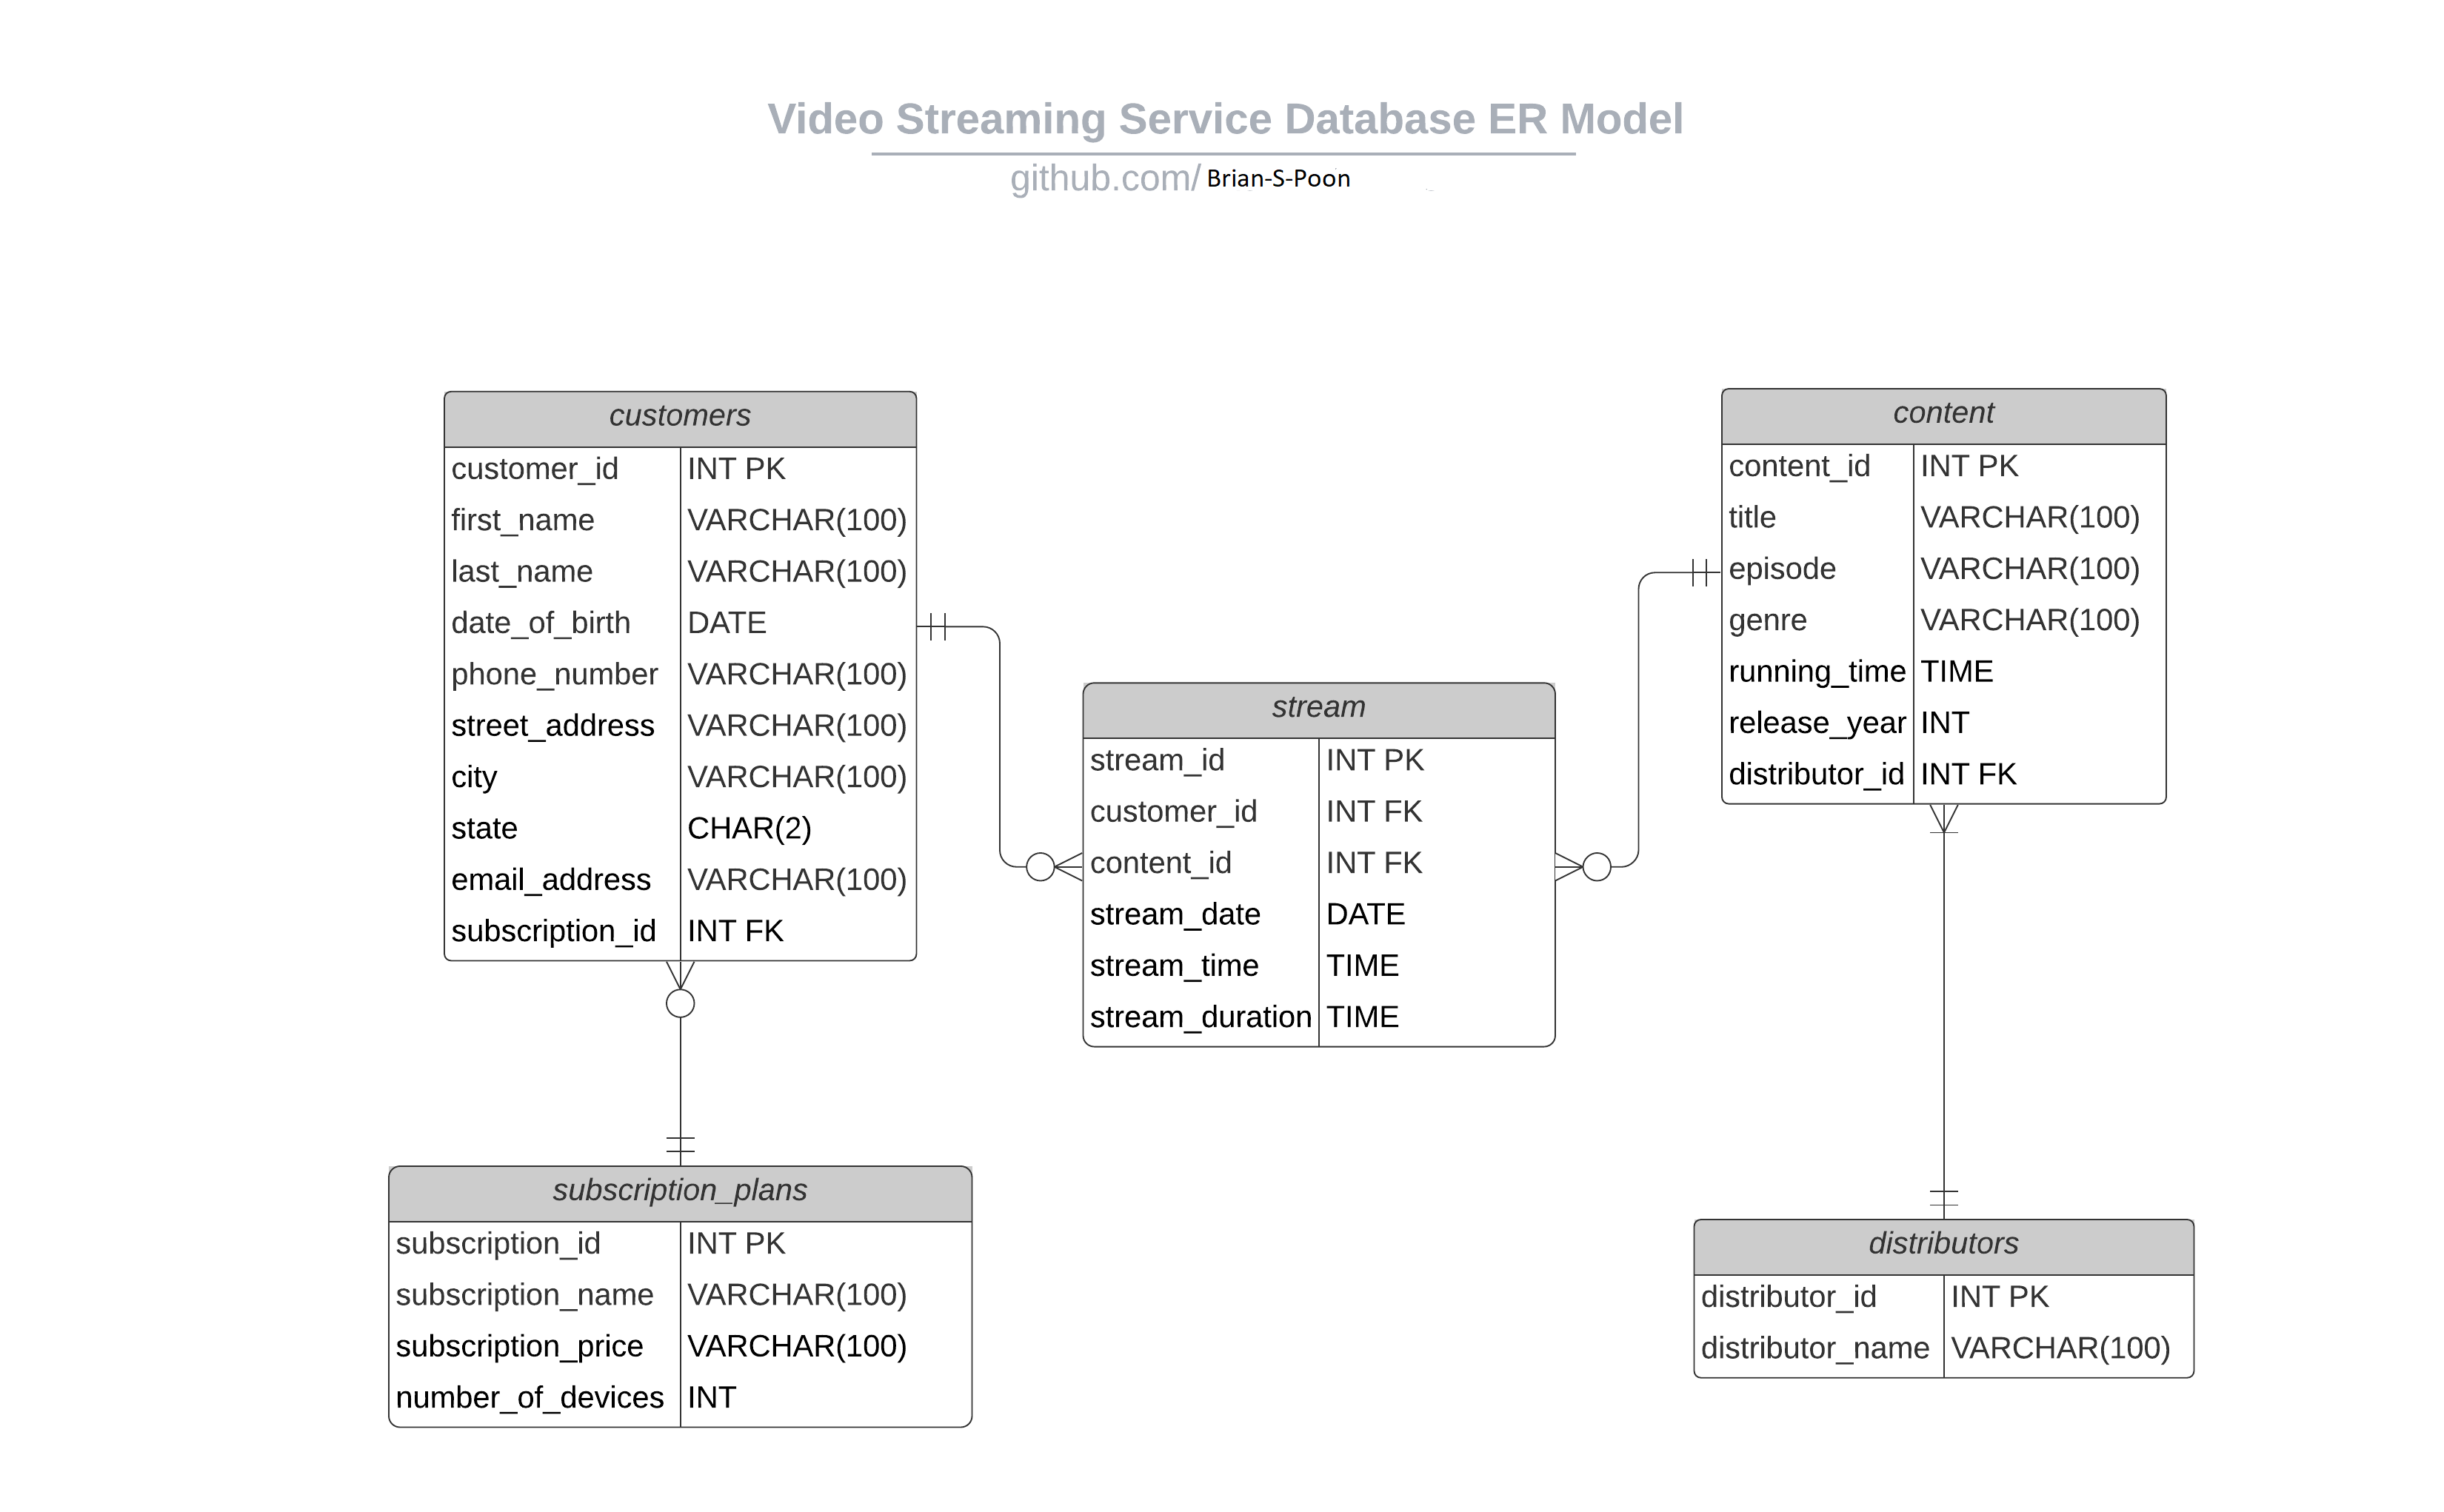 Video Streaming Service Database ER Model
github.com/ Brian-S-Poon
customers
customer_id INT PK
first_name VARCHAR(100)
last_name VARCHAR(100)
date_of_birth DATE
phone_number VARCHAR(100)
street_address VARCHAR(100)
city VARCHAR(100)
state CHAR(2)
email_address VARCHAR(100)
subscription_id INT FK
stream
stream_id INT PK
customer_id INT FK
content_id INT FK
stream_date DATE
stream_time TIME
stream_duration TIME
content
content_id INT PK
title VARCHAR(100)
episode VARCHAR(100)
genre VARCHAR(100)
running_time TIME
release_year INT
distributor_id INT FK
subscription_plans
subscription_id INT PK
subscription_name VARCHAR(100)
subscription_price VARCHAR(100)
number_of_devices INT
distributors
distributor_id INT PK
distributor_name VARCHAR(100)